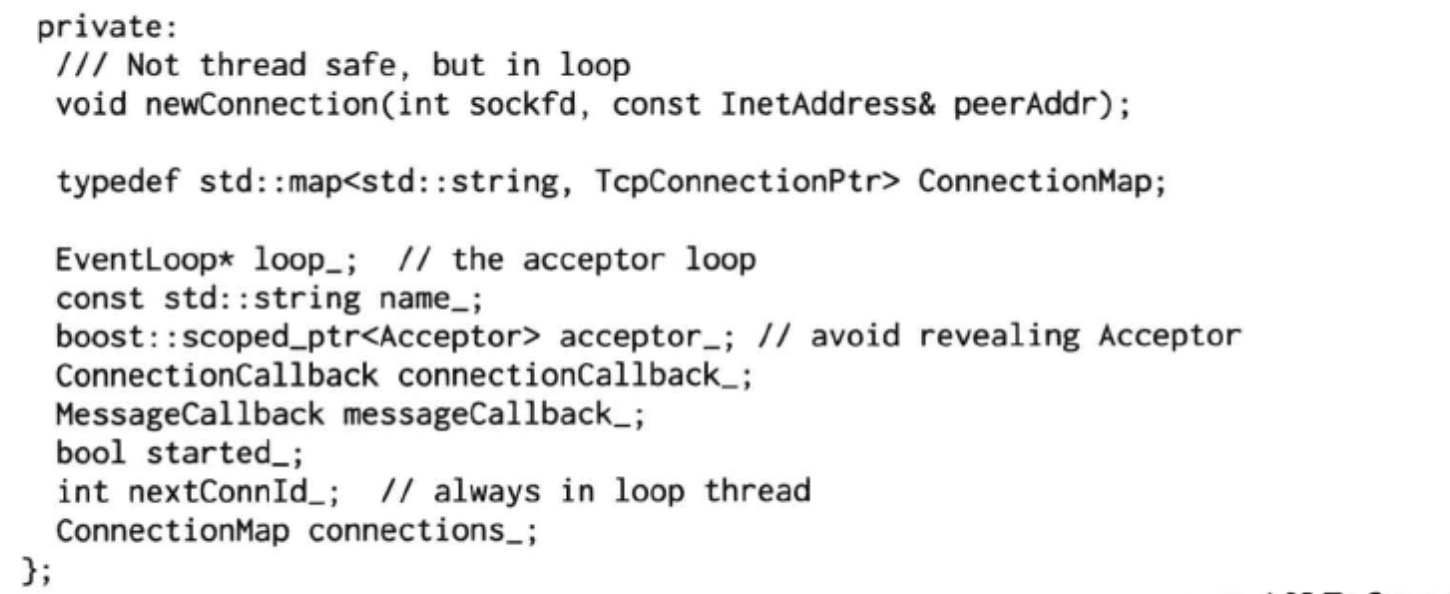 private:
/// Not thread safe, but in loop
void newConnection(int sockfd, const InetAddress& peerAddr);
typedef std::map<std::string, TcpConnectionPtr> ConnectionMap;
EventLoop* loop_;  // the acceptor loop
const std::string name_;
boost::scoped_ptr<Acceptor> acceptor_; // avoid revealing Acceptor
ConnectionCallback connectionCallback_;
MessageCallback messageCallback_;
bool started_;
int nextConnId_;  // always in loop thread
ConnectionMap connections_;
};